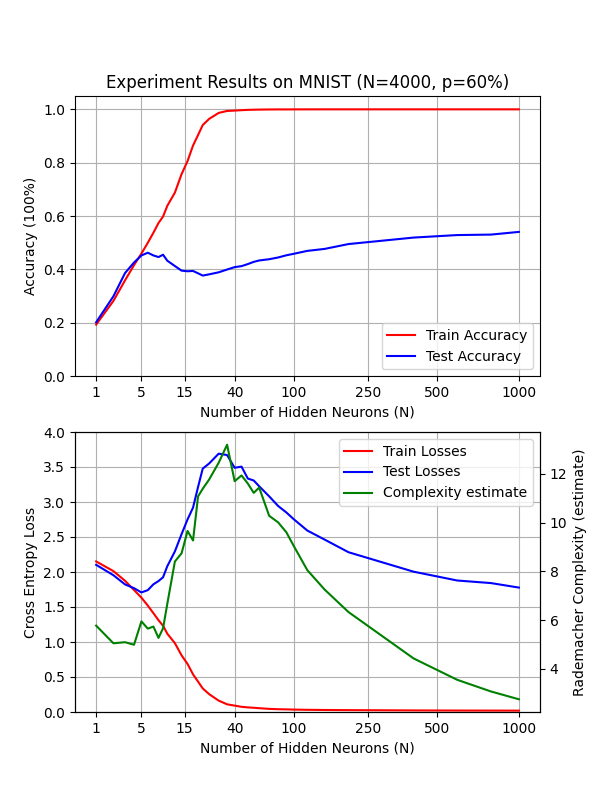 Experiment Results on MNIST (N=4000, p=60%)
1.0
0.8
0.6
0.4
0.2
0.0
Accuracy (100%)
Train Accuracy
Test Accuracy
1 5 15 40 100 250 500 1000
Number of Hidden Neurons (N)
4.0
3.5
3.0
2.5
2.0
1.5
1.0
0.5
0.0
Cross Entropy Loss
Train Losses
Test Losses
Complexity estimate
12
10
8
6
4
Rademacher Complexity (estimate)
1 5 15 40 100 250 500 1000
Number of Hidden Neurons (N)